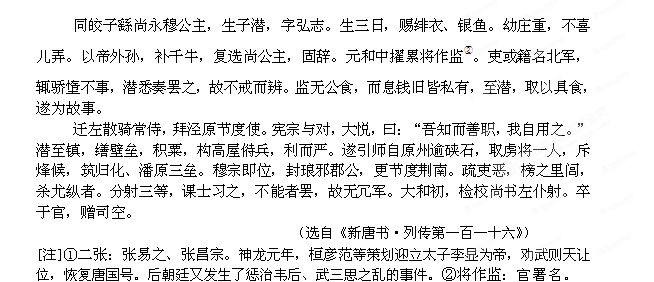 同皎子繇尚永穆公主，生子潜，字弘志。生三日，赐绯衣、银鱼。幼庄重，不喜
儿弄。以帝外孙，补千牛，复选尚公主，固辞。元和中擢累将作监②。吏或籍名北军，
辄骄蹇不事，潜悉奏罢之，故不戒而辨。监无公食，而息钱旧皆私有，至潜，取以具食，
遂为故事。
迁左散骑常侍，拜泾原节度使。宪宗与对，大悦，曰：“吾知而善职，我自用之。”
潜至镇，缮壁垒，积粟，构高屋偫兵，利而严。遂引师自原州逾硖石，取虏将一人，斥
烽候，筑归化、潘原三垒。穆宗即位，封琅邪郡公，更节度荆南。疏吏恶，榜之里闾，
杀尤纵者。分射三等，课士习之，不能者罢，故无冗军。大和初，检校尚书左仆射。卒
于官，赠司空。
（选自《新唐书·列传第一百一十六》）
[注]①二张：张易之、张昌宗。神龙元年，桓彦范等策划迎立太子李显为帝，劝武则天让
位，恢复唐国号。后朝廷又发生了惩治韦后、武三思之乱的事件。②将作监：官署名。